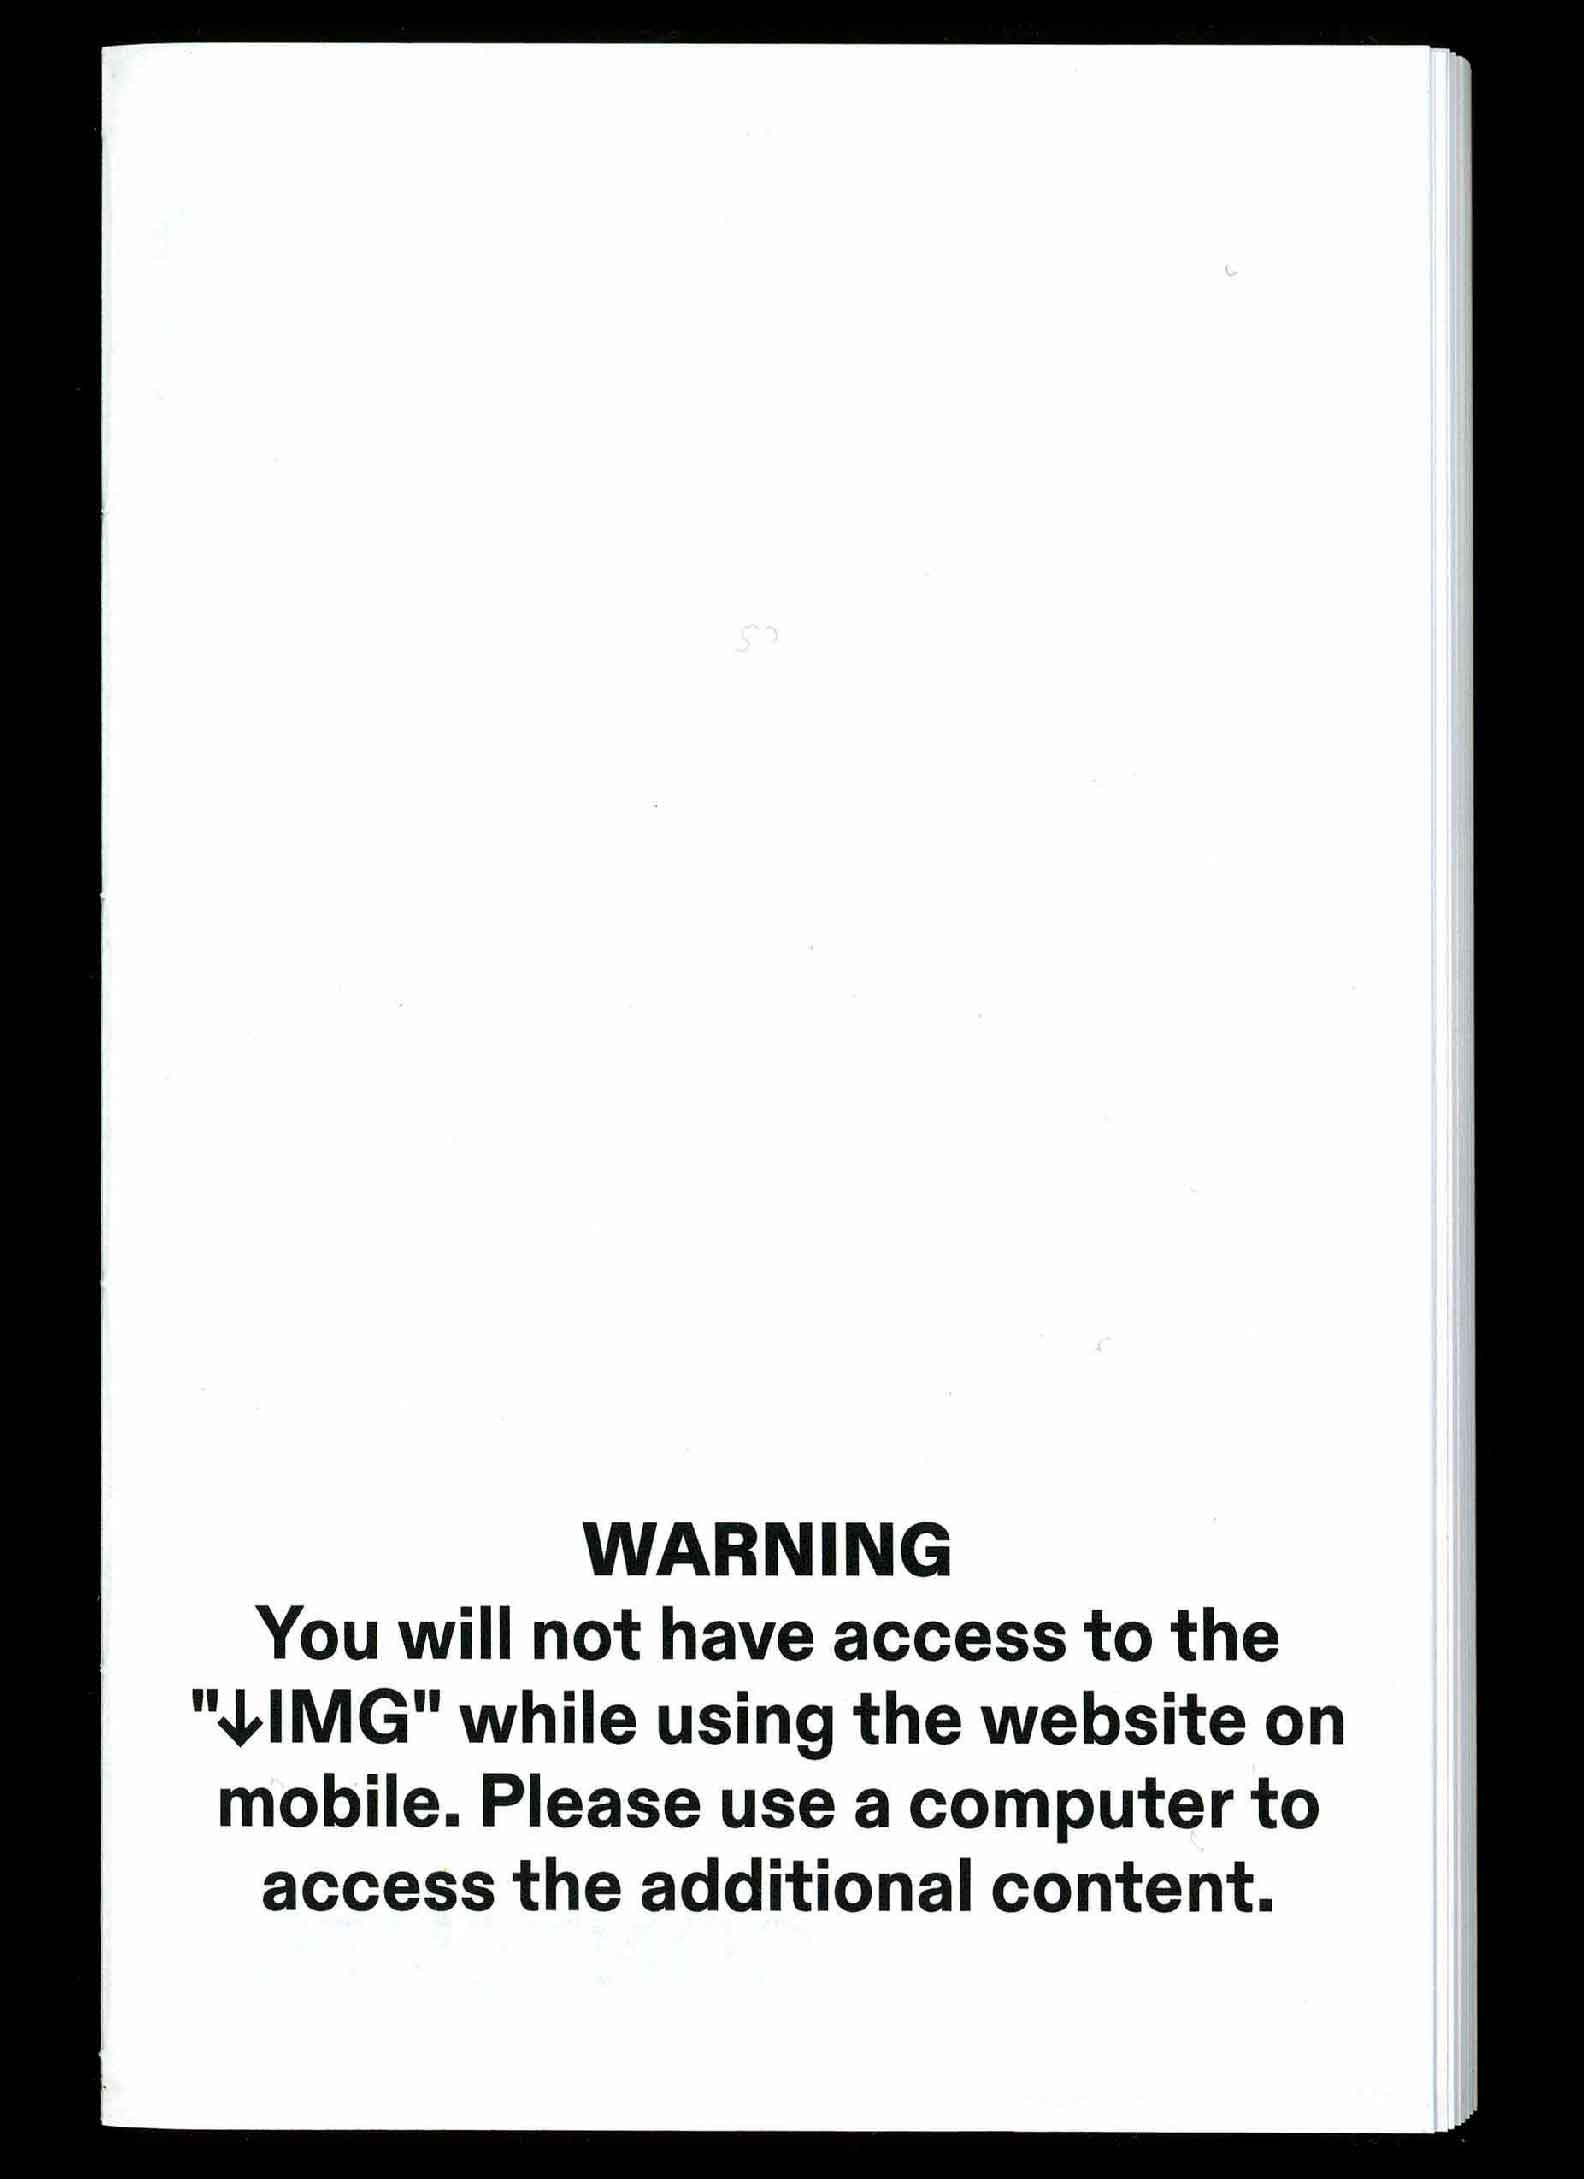 WARNING
You will not have access to the
"↓IMG" while using the website on
mobile. Please use a computer to
access the additional content.